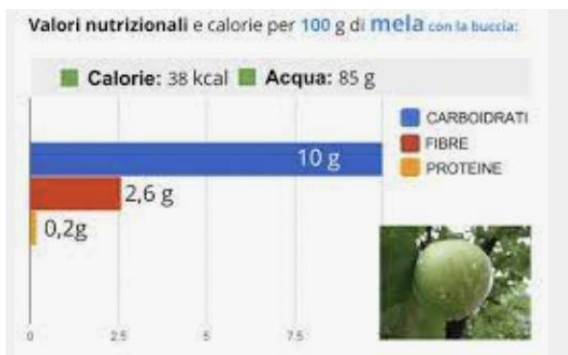 Valori nutrizionali e calorie per 100 g di mela con la buccia:
Calorie: 38 kcal Acqua: 85 g
CARBOIDRATI
FIBRE
PROTEINE
10 g
2,6 g
0,2g
0 2.5 5 7.5